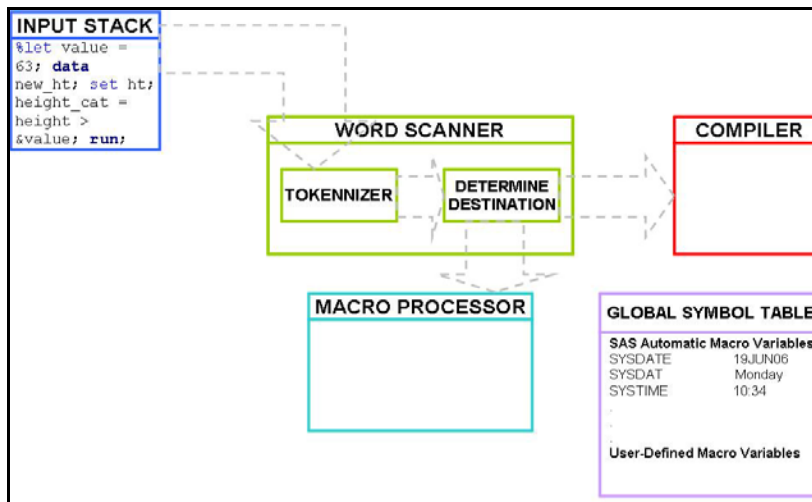 INPUT STACK
%let value =
63; data
new_ht; set ht;
height_cat =
height >
&value; run;
WORD SCANNER
TOKENNIZER
DETERMINE
DESTINATION
COMPILER
MACRO PROCESSOR
GLOBAL SYMBOL TABLE
SAS Automatic Macro Variables
SYSDATE 19JUN06
SYSDAT Monday
SYSTIME 10:34
.
.
.
User-Defined Macro Variables